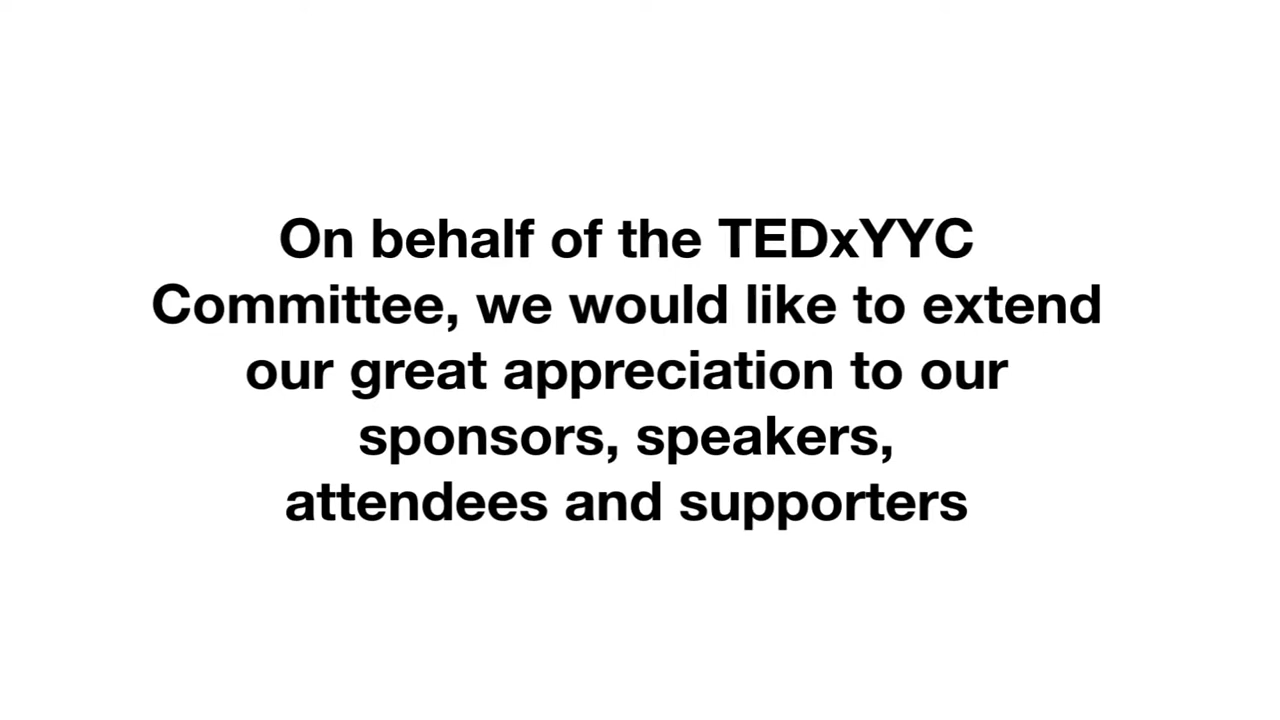 On behalf of the TEDxYYC
Committee, we would like to extend
our great appreciation to our
sponsors, speakers,
attendees and supporters